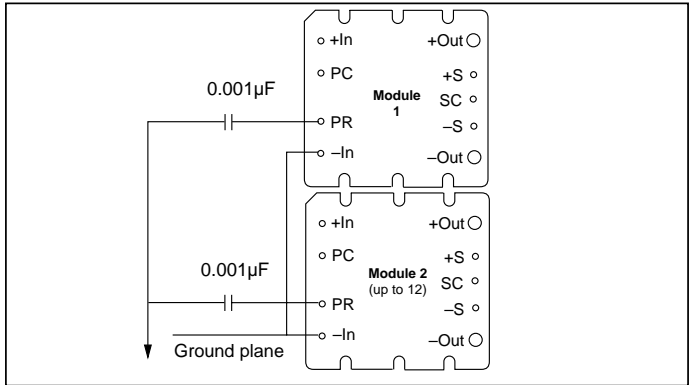 +In
+Out
PC
+S
0.001µF
Module
1
SC
PR
–S
–In
–Out
+In
+Out
PC
+S
0.001µF
Module 2
(up to 12)
SC
PR
–S
–In
–Out
Ground plane